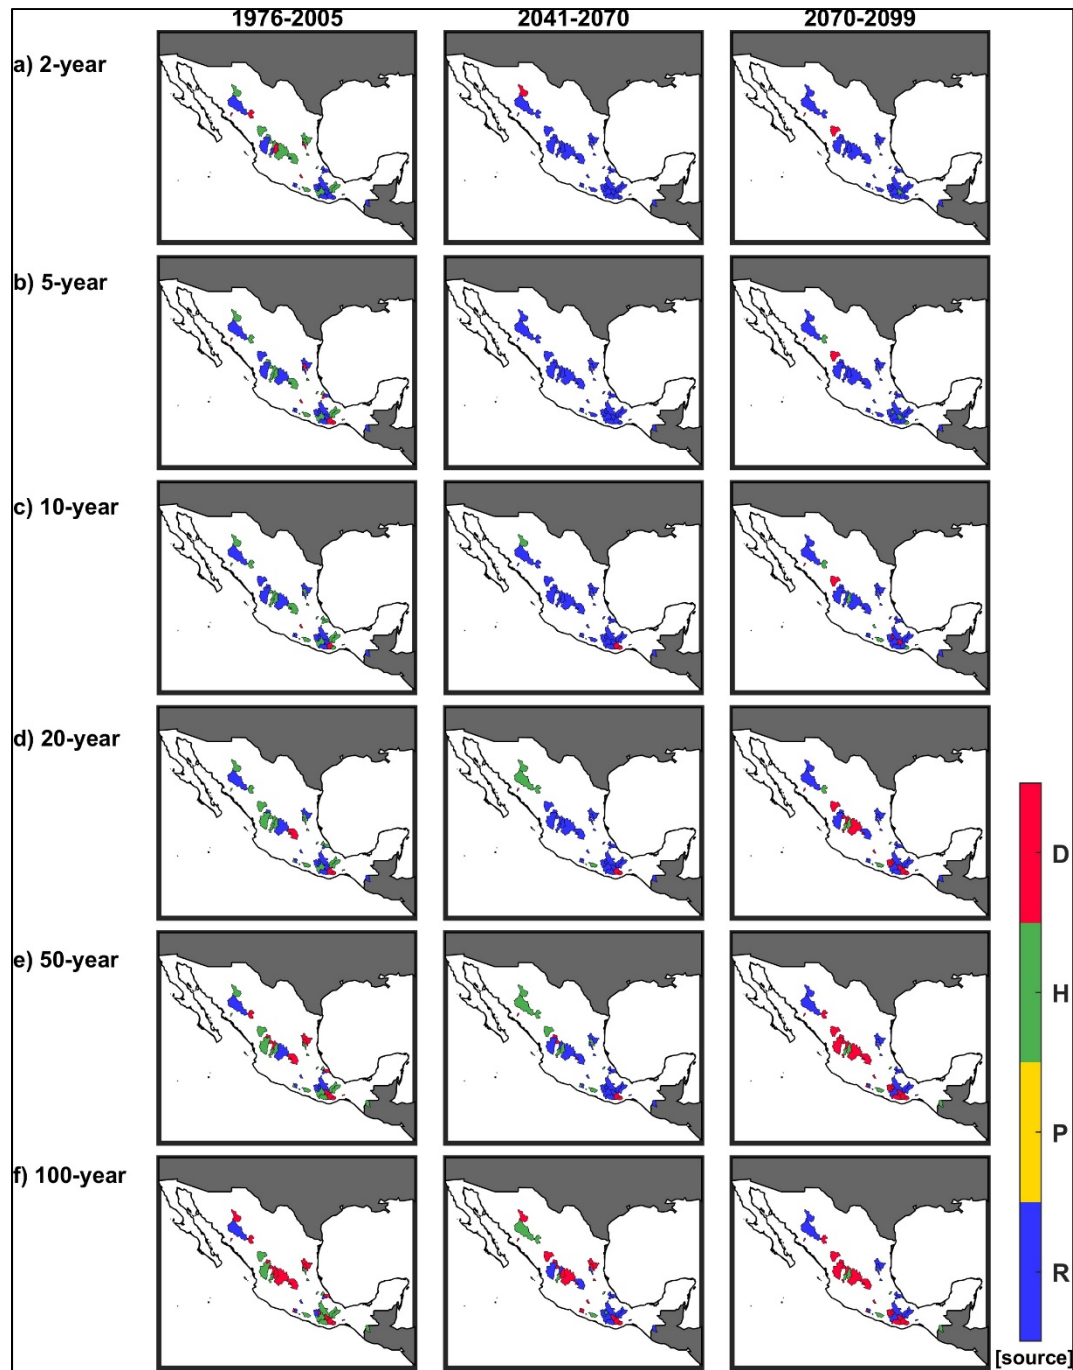 1976-2005 2041-2070 2070-2099
a) 2-year
b) 5-year
c) 10-year
d) 20-year
e) 50-year
f) 100-year
D
H
P
R
[source]